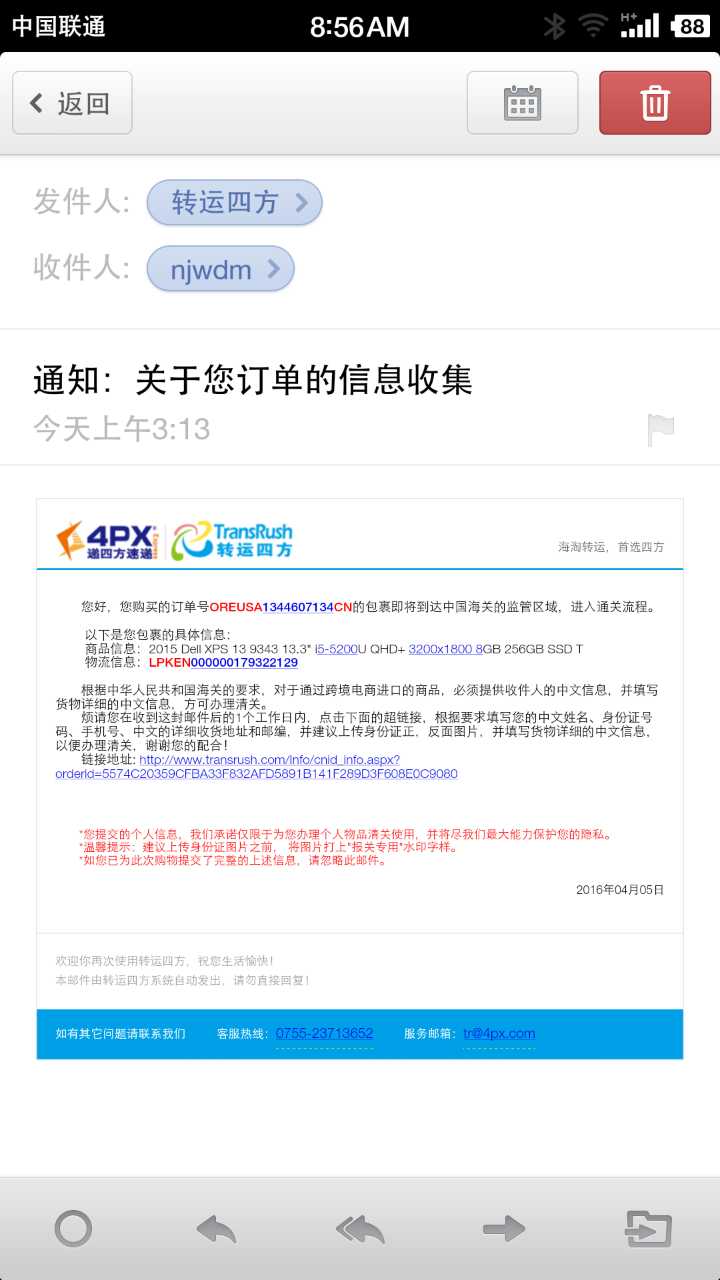 中国联通 8:56AM H+ 88
返回
发件人: 转运四方
收件人: njwdm
通知：关于您订单的信息收集
今天上午3:13
4PX TransRush
递四方速递 转运四方
海淘转运，首选四方
您好，您购买的订单号OREUSA1344607134CN的包裹即将到达中国海关的监管区域，进入通关流程。
以下是您包裹的具体信息：
商品信息：2015 Dell XPS 13 9343 13.3" i5-5200U QHD+ 3200x1800 8GB 256GB SSD T
物流信息：LPKEN000000179322129
根据中华人民共和国海关的要求，对于通过跨境电商进口的商品，必须提供收件人的中文信息，并填写
货物详细的中文信息，方可办理清关。
烦请您在收到这封邮件后的1个工作日内，点击下面的超链接，根据要求填写您的中文姓名、身份证号
码、手机号、中文的详细收货地址和邮编，并建议上传身份证正，反面图片，并填写货物详细的中文信息，
以便办理清关，谢谢您的配合！
链接地址: http://www.transrush.com/Info/cnid_info.aspx?
orderid=5574C20359CFBA33F832AFD5891B141F289D3F608E0C9080
*您提交的个人信息，我们承诺仅限于为您办理个人物品清关使用，并将尽我们最大能力保护您的隐私。
*温馨提示：建议上传身份证图片之前， 将图片打上"报关专用"水印字样。
*如您已为此次购物提交了完整的上述信息，请忽略此邮件。
2016年04月05日
欢迎你再次使用转运四方，祝您生活愉快！
本邮件由转运四方系统自动发出，请勿直接回复！
如有其它问题请联系我们 客服热线：0755-23713652 服务邮箱：tr@4px.com